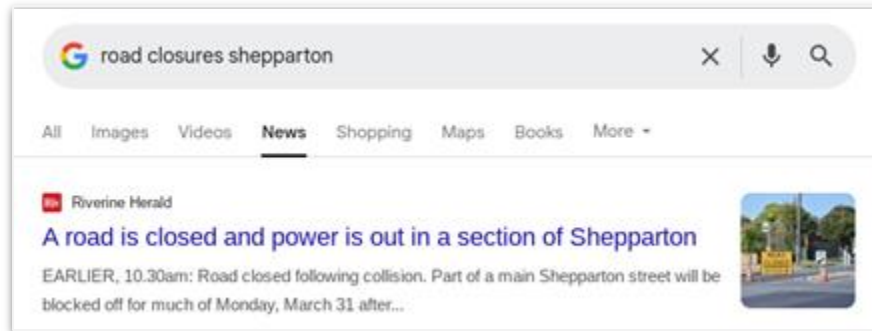 road closures shepparton
All Images Videos News Shopping Maps Books More
Riverine Herald
A road is closed and power is out in a section of Shepparton
EARLIER, 10.30am: Road closed following collision. Part of a main Shepparton street will be
blocked off for much of Monday, March 31 after...